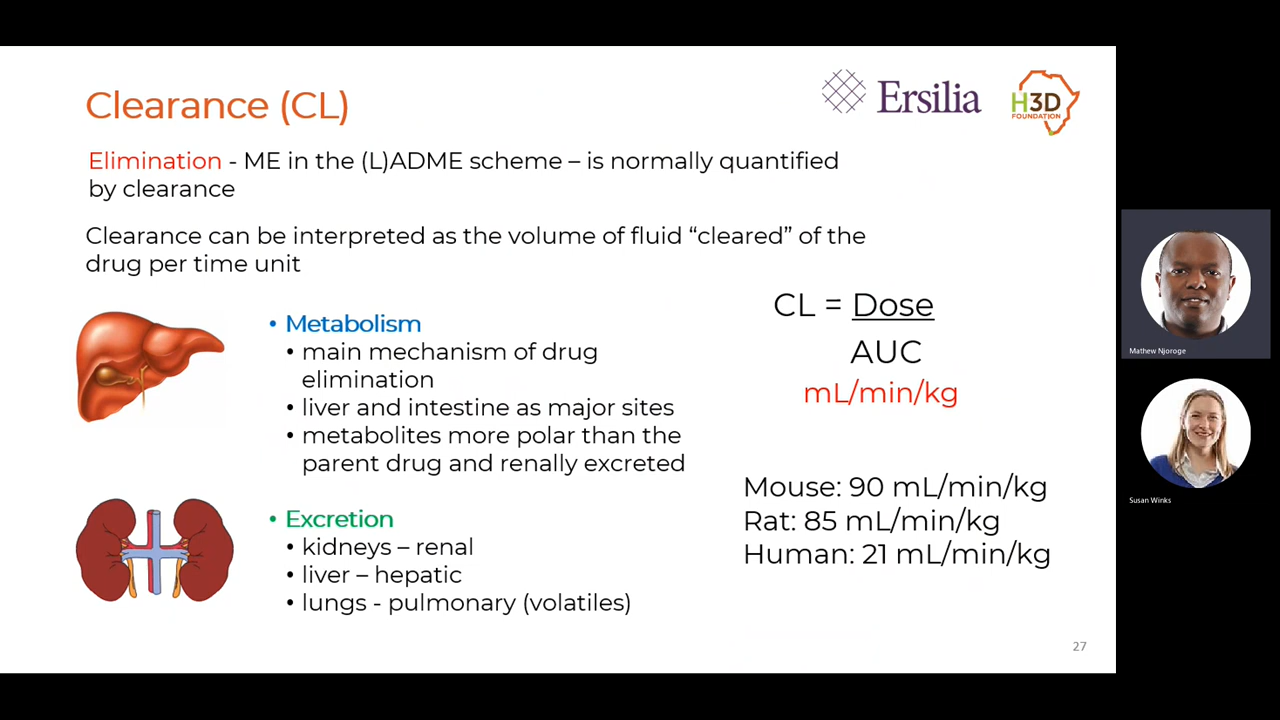 Clearance (CL)
Ersilia
H3D
FOUNDATION
Elimination - ME in the (L)ADME scheme – is normally quantified
by clearance
Clearance can be interpreted as the volume of fluid “cleared” of the
drug per time unit
• Metabolism
• main mechanism of drug
elimination
• liver and intestine as major sites
• metabolites more polar than the
parent drug and renally excreted
• Excretion
• kidneys – renal
• liver – hepatic
• lungs - pulmonary (volatiles)
CL = Dose
AUC
mL/min/kg
Mouse: 90 mL/min/kg
Rat: 85 mL/min/kg
Human: 21 mL/min/kg
27
Mathew Njoroge
Susan Winks